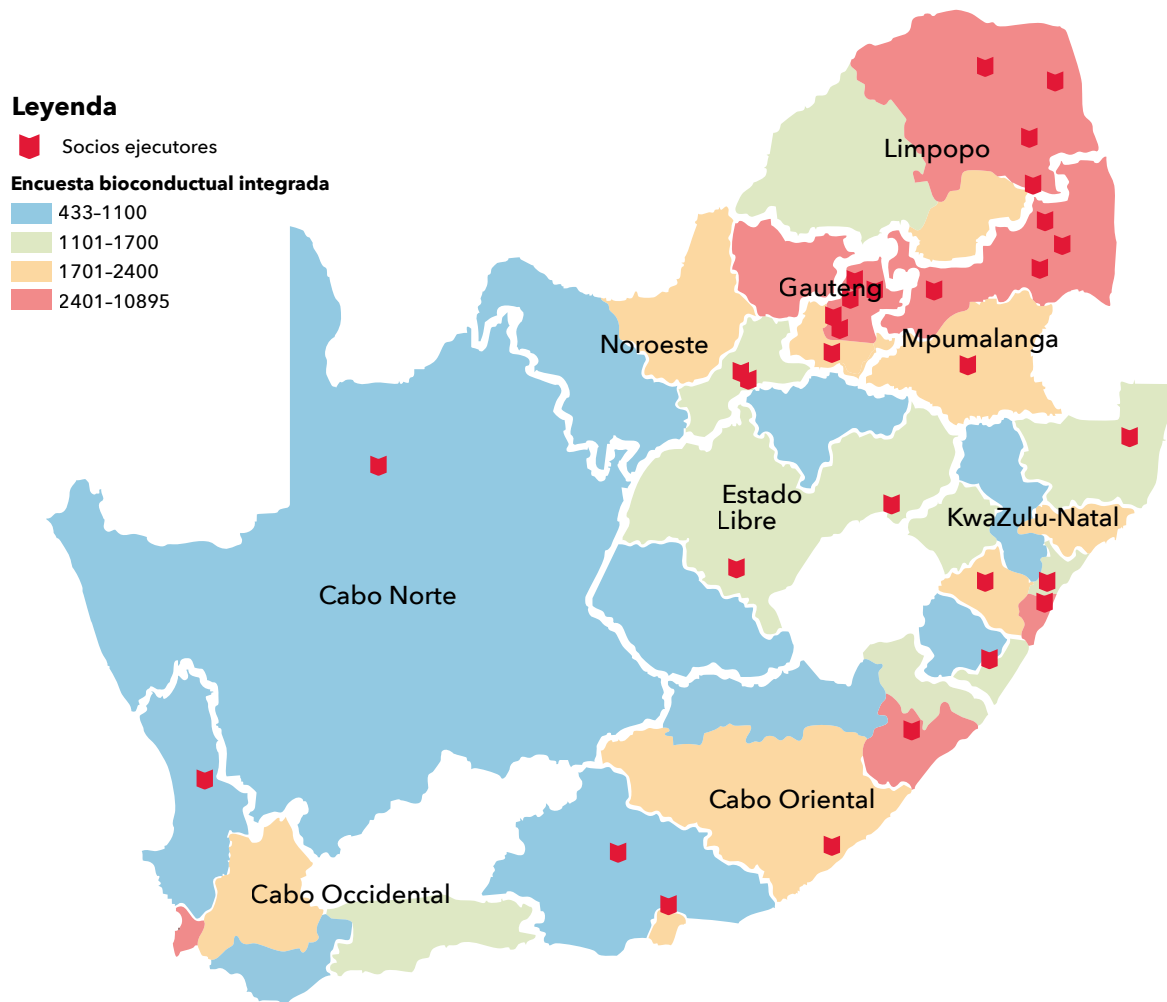 Leyenda
Socios ejecutores
Encuesta bioconductual integrada
433–1100
1101–1700
1701–2400
2401–10895
Limpopo
Gauteng
Noroeste
Mpumalanga
Estado
Libre
KwaZulu-Natal
Cabo Norte
Cabo Oriental
Cabo Occidental